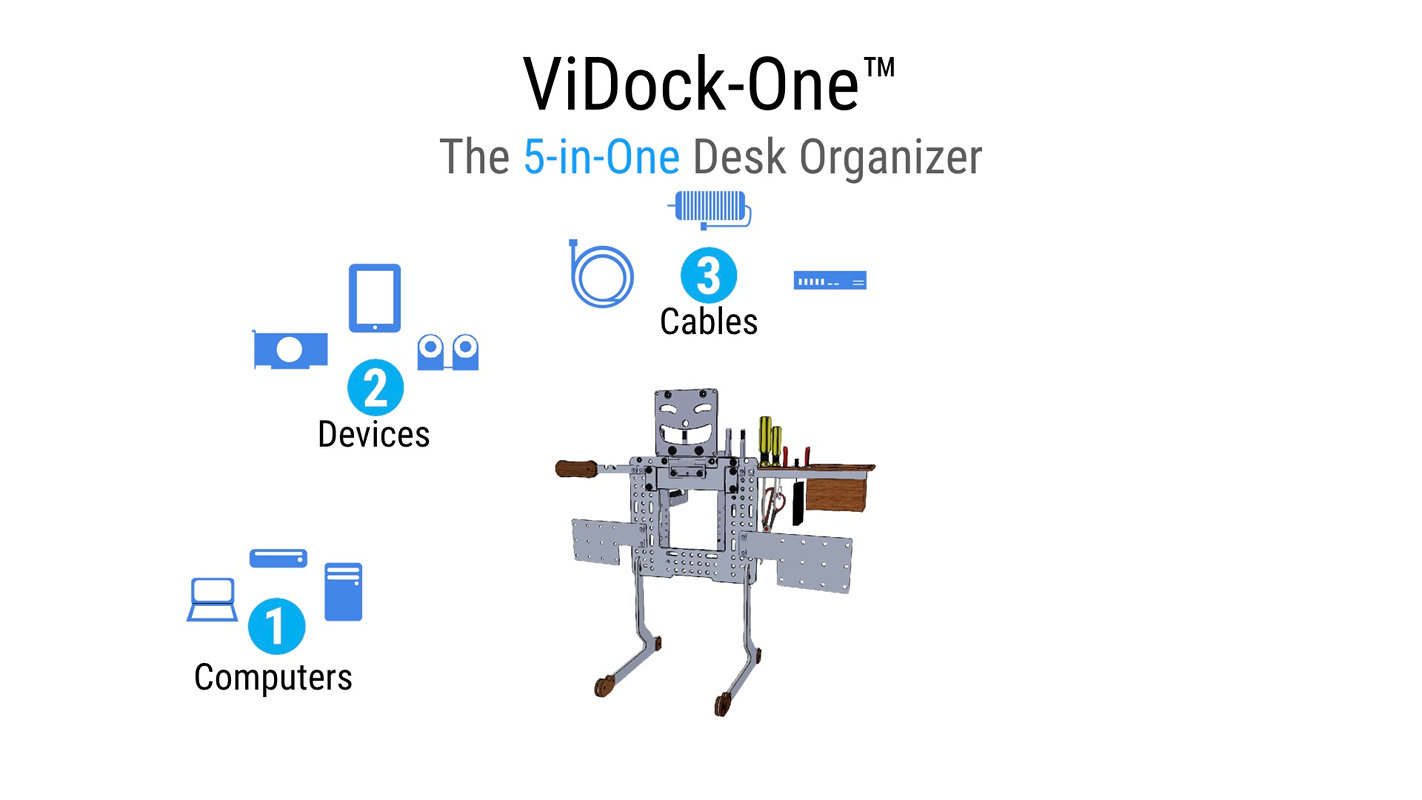 ViDock-One™
The 5-in-One Desk Organizer
3
Cables
2
Devices
1
Computers